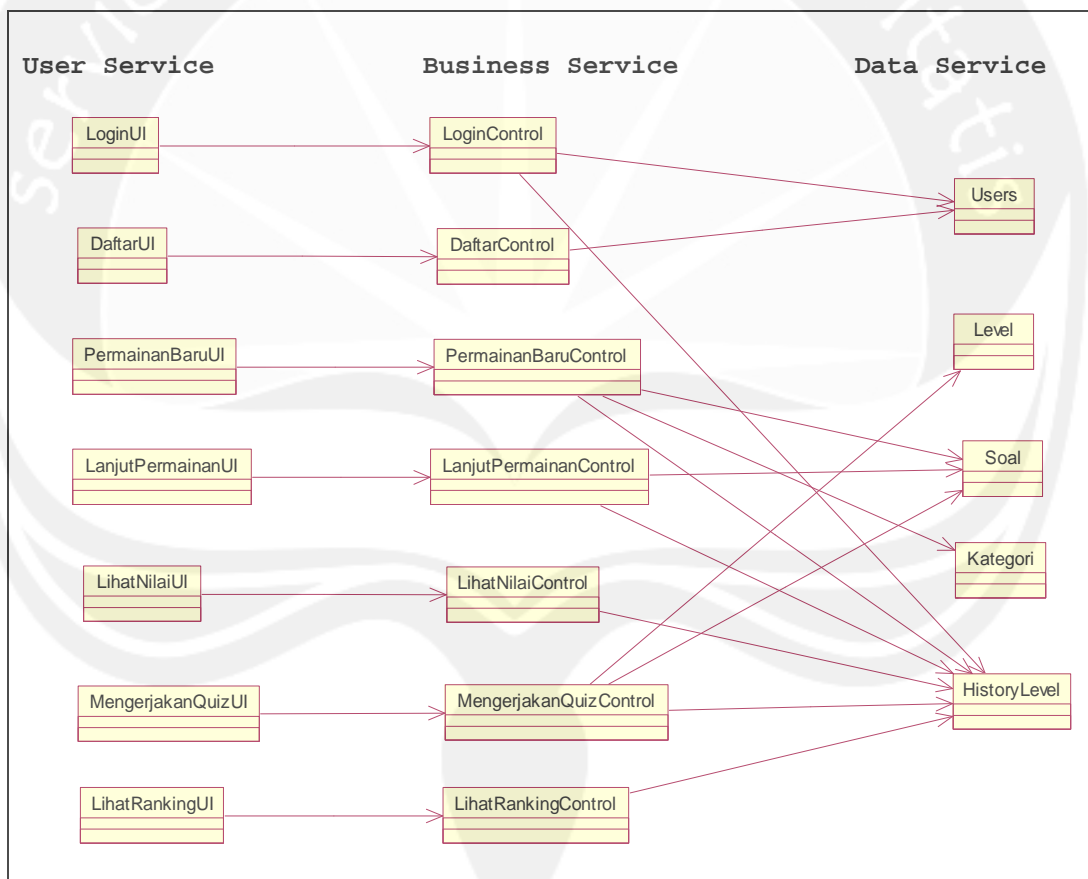 User Service
Business Service
Data Service
LoginUI
LoginControl
Users
DaftarUI
DaftarControl
Level
PermainanBaruUI
PermainanBaruControl
Soal
LanjutPermainanUI
LanjutPermainanControl
Kategori
LihatNilaiUI
LihatNilaiControl
HistoryLevel
MengerjakanQuizUI
MengerjakanQuizControl
LihatRankingUI
LihatRankingControl